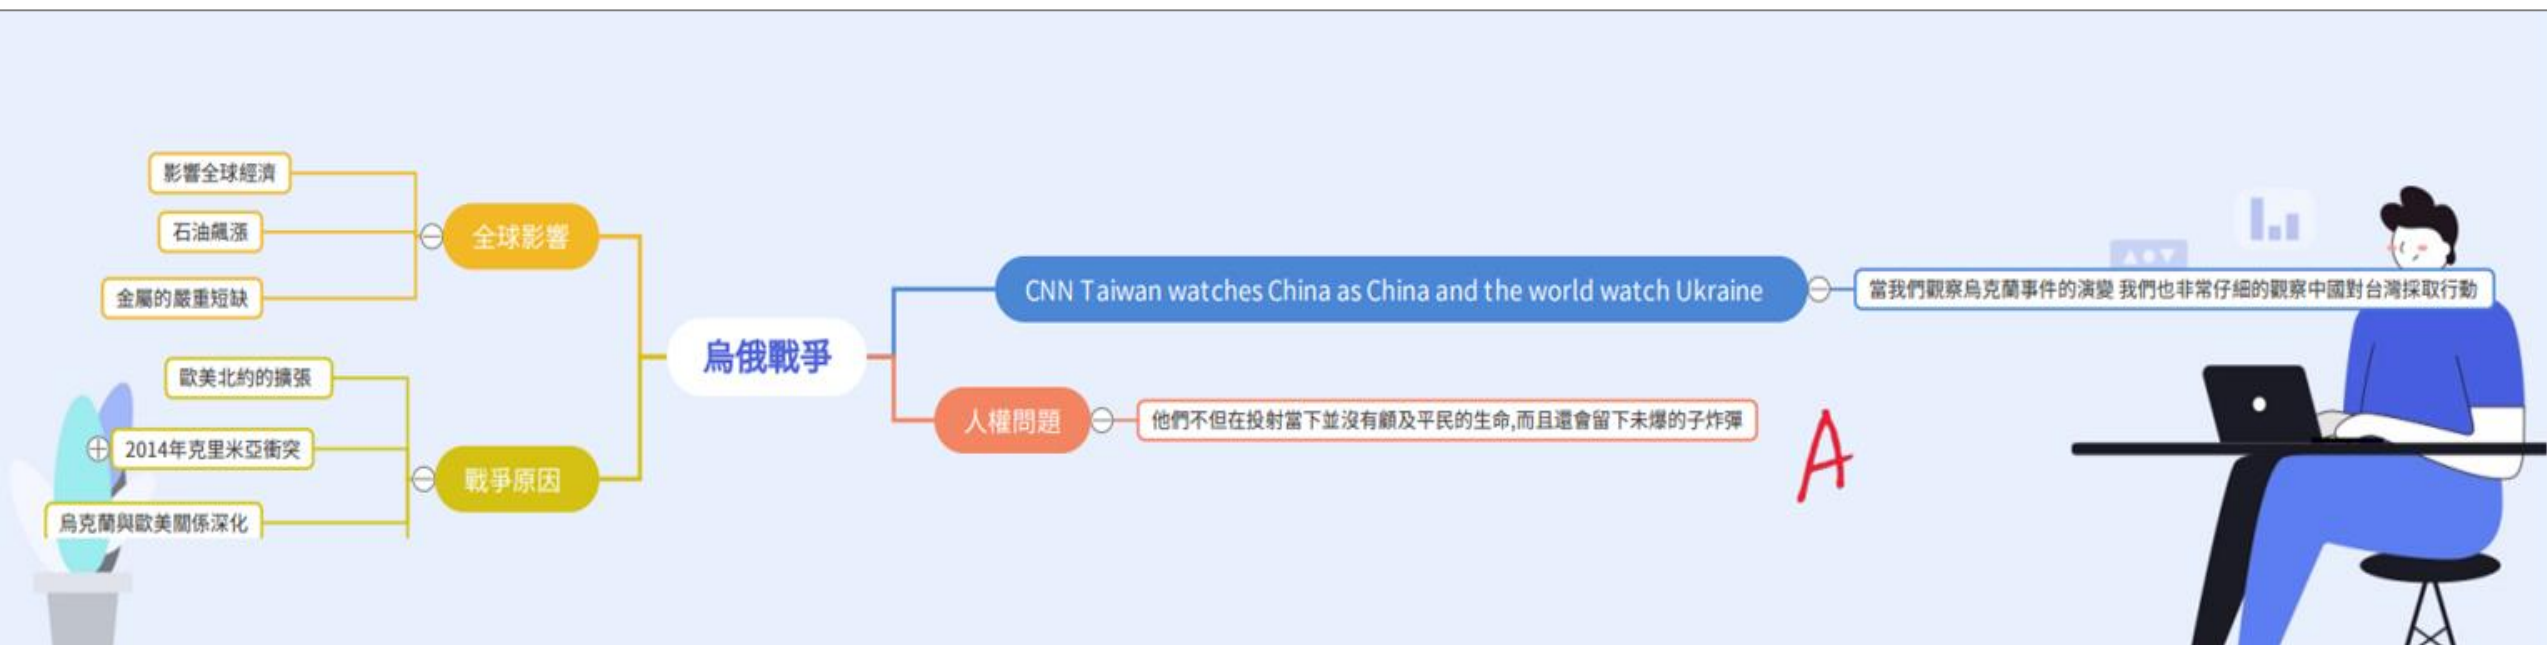 影響全球經濟
石油飆漲
金屬的嚴重短缺
全球影響
歐美北約的擴張
2014年克里米亞衝突
烏克蘭與歐美關係深化
戰爭原因
烏俄戰爭
CNN Taiwan watches China as China and the world watch Ukraine
當我們觀察烏克蘭事件的演變 我們也非常仔細的觀察中國對台灣採取行動
人權問題
他們不但在投射當下並沒有顧及平民的生命,而且還會留下未爆的子炸彈
A